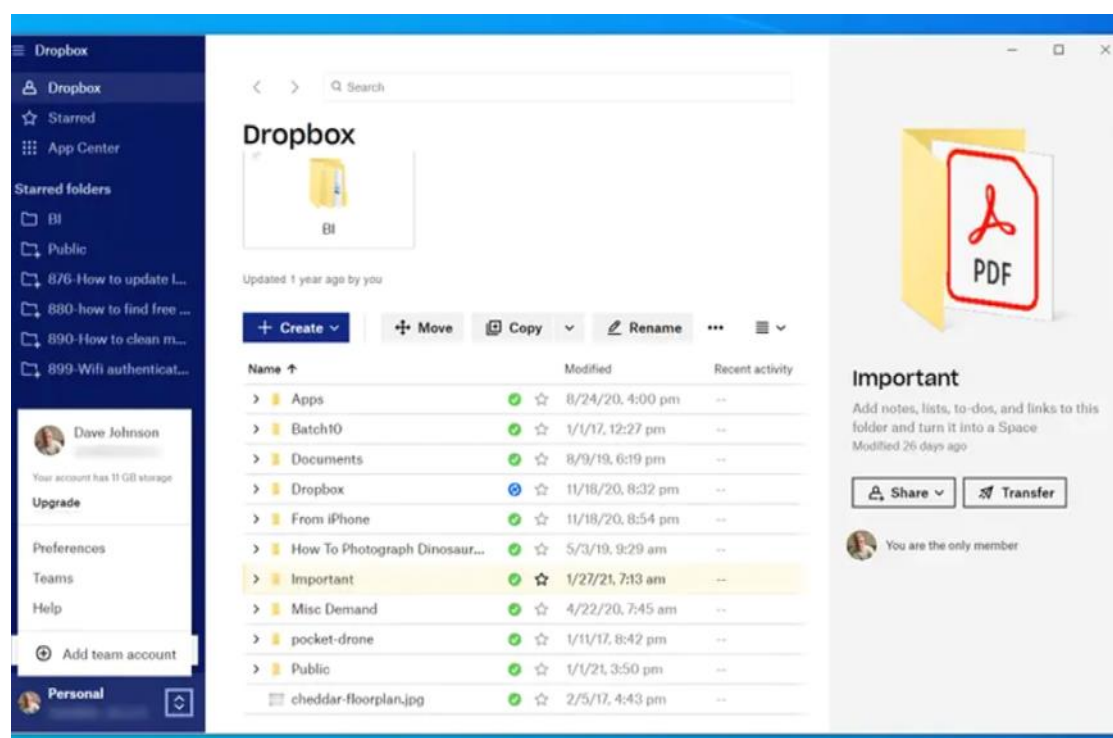 Dropbox
Dropbox
Starred
App Center
Starred folders
BI
Public
876-How to update l...
880-how to find free ...
890-How to clean m...
899-Wifi authenticat...
Dave Johnson
Your account has 11 GB storage
Upgrade
Preferences
Teams
Help
Add team account
Personal
Search
Dropbox
BI
Updated 1 year ago by you
Create
Move
Copy
Rename
Name Modified Recent activity
Apps 8/24/20, 4:00 pm --
Batch10 1/1/17, 12:27 pm --
Documents 8/9/19, 6:19 pm --
Dropbox 11/18/20, 8:32 pm --
From iPhone 11/18/20, 8:54 pm --
How To Photograph Dinosaur... 5/3/19, 9:29 am --
Important 1/27/21, 7:13 am --
Misc Demand 4/22/20, 7:45 am --
pocket-drone 1/11/17, 8:42 pm --
Public 1/1/21, 3:50 pm --
cheddar-floorplan.jpg 2/5/17, 4:43 pm --
PDF
Important
Add notes, lists, to-dos, and links to this
folder and turn it into a Space
Modified 26 days ago
Share
Transfer
You are the only member